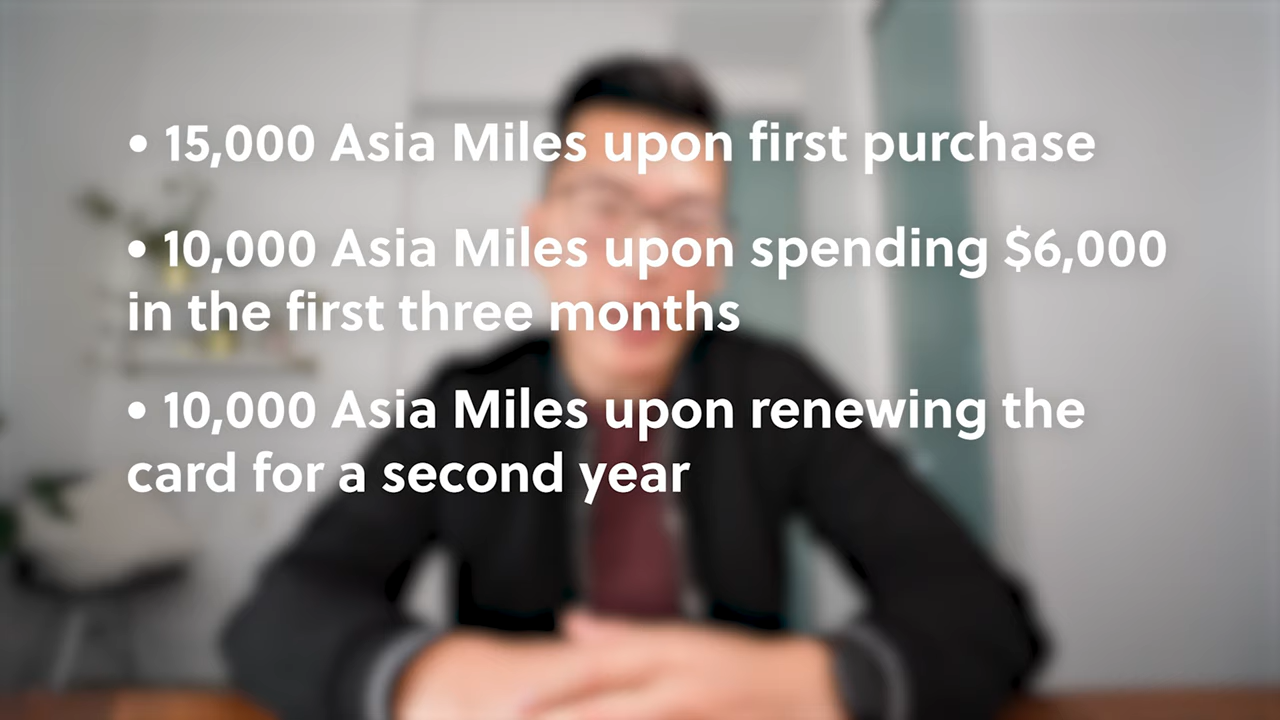 • 15,000 Asia Miles upon first purchase
• 10,000 Asia Miles upon spending $6,000
in the first three months
• 10,000 Asia Miles upon renewing the
card for a second year